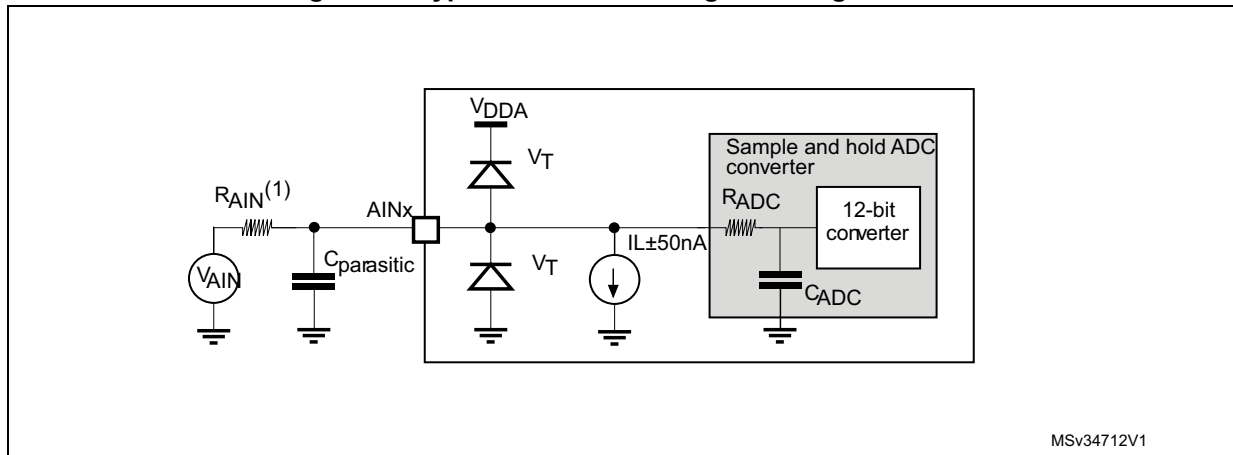 VDDA
VT
Sample and hold ADC
converter
RAIN(1)
AINx
RADC
12-bit
converter
IL±50nA
VAIN
Cparasitic
VT
CADC
MSv34712V1